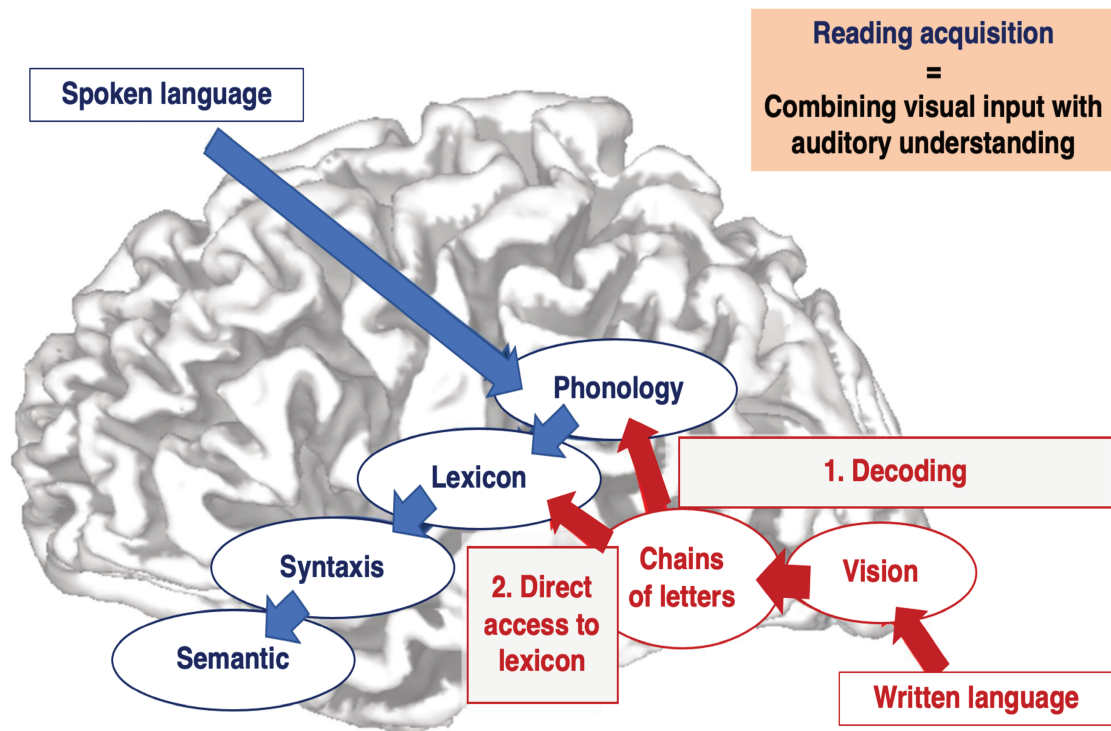 Reading acquisition
=
Combining visual input with
auditory understanding
Spoken language
Phonology
Lexicon
1. Decoding
Syntaxis
2. Direct
access to
lexicon
Chains
of letters
Vision
Semantic
Written language